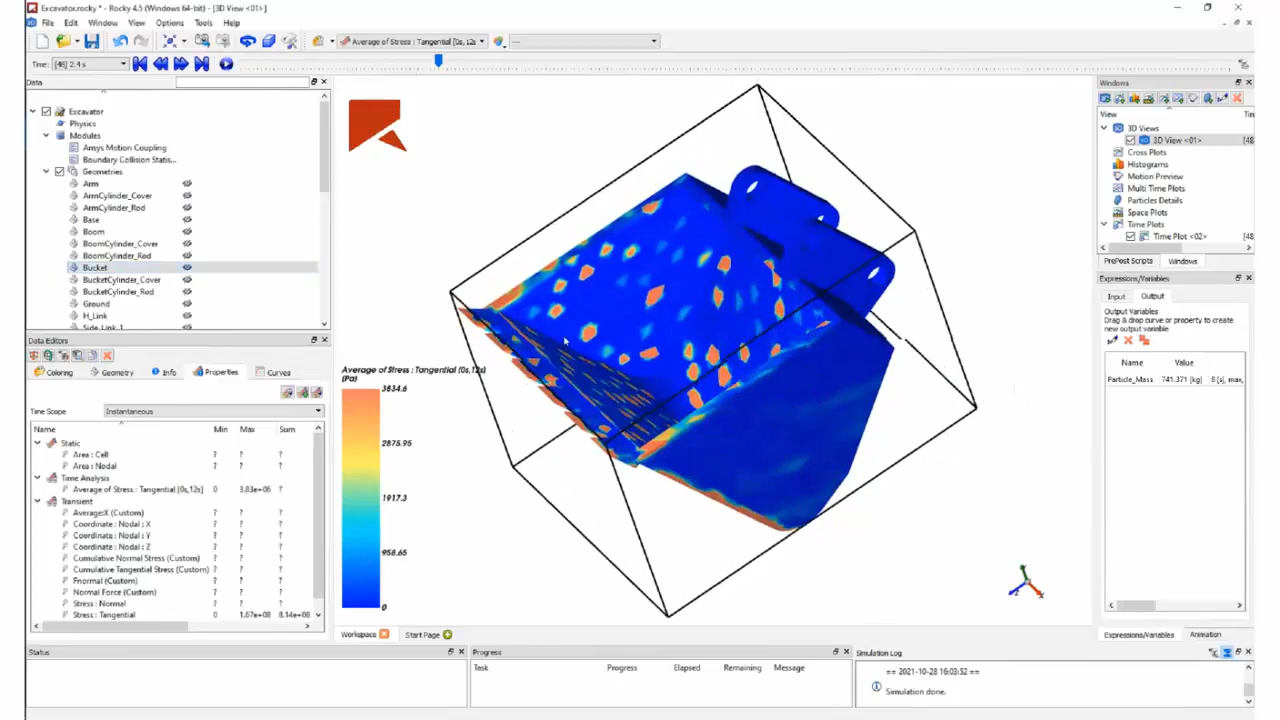 Excavator.rocky * - Rocky 4.5 (Windows 64-bit) - [3D View <01>]
File Edit Window View Options Tools Help
Average of Stress : Tangential [0s, 12s
Time: [48] 2.4 s
Data
Excavator
Physics
Modules
Ansys Motion Coupling
Boundary Collision Statis...
Geometries
Arm
ArmCylinder_Cover
ArmCylinder_Rod
Base
Boom
BoomCylinder_Cover
BoomCylinder_Rod
Bucket
BucketCylinder_Cover
BucketCylinder_Rod
Ground
H_Link
Side_Link_1
Data Editors
Coloring Geometry Info Properties Curves
Time Scope Instantaneous
Name Min Max Sum
Static
Area : Cell ? ? ?
Area : Nodal ? ? ?
Time Analysis
Average of Stress : Tangential [0s,12s] 0 3.83e+06 ?
Transient
Average:X (Custom) ? ? ?
Coordinate : Nodal : X ? ? ?
Coordinate : Nodal : Y ? ? ?
Coordinate : Nodal : Z ? ? ?
Cumulative Normal Stress (Custom) ? ? ?
Cumulative Tangential Stress (Custom) ? ? ?
Fnormal (Custom) ? ? ?
Normal Force (Custom) ? ? ?
Stress : Normal ? ? ?
Stress : Tangential 0 1.67e+08 8.14e+08
Average of Stress : Tangential (0s,12s)
(Pa)
3834.6
2875.95
1917.3
958.65
0
Z X
Workspace Start Page
Windows
View Tir
3D Views
3D View <01> [48
Cross Plots
Histograms
Motion Preview
Multi Time Plots
Particles Details
Space Plots
Time Plots
Time Plot <02> [48
PrePost Scripts Windows
Expressions/Variables
Input Output
Output Variables
Drag & drop curve or property to create
new output variable
Name Value
Particle_Mass 741.371 [kg] 8 [s], max,
Expressions/Variables Animation
Status
Progress
Task Progress Elapsed Remaining Message
Simulation Log
== 2021-10-28 16:03:52 ==
Simulation done.